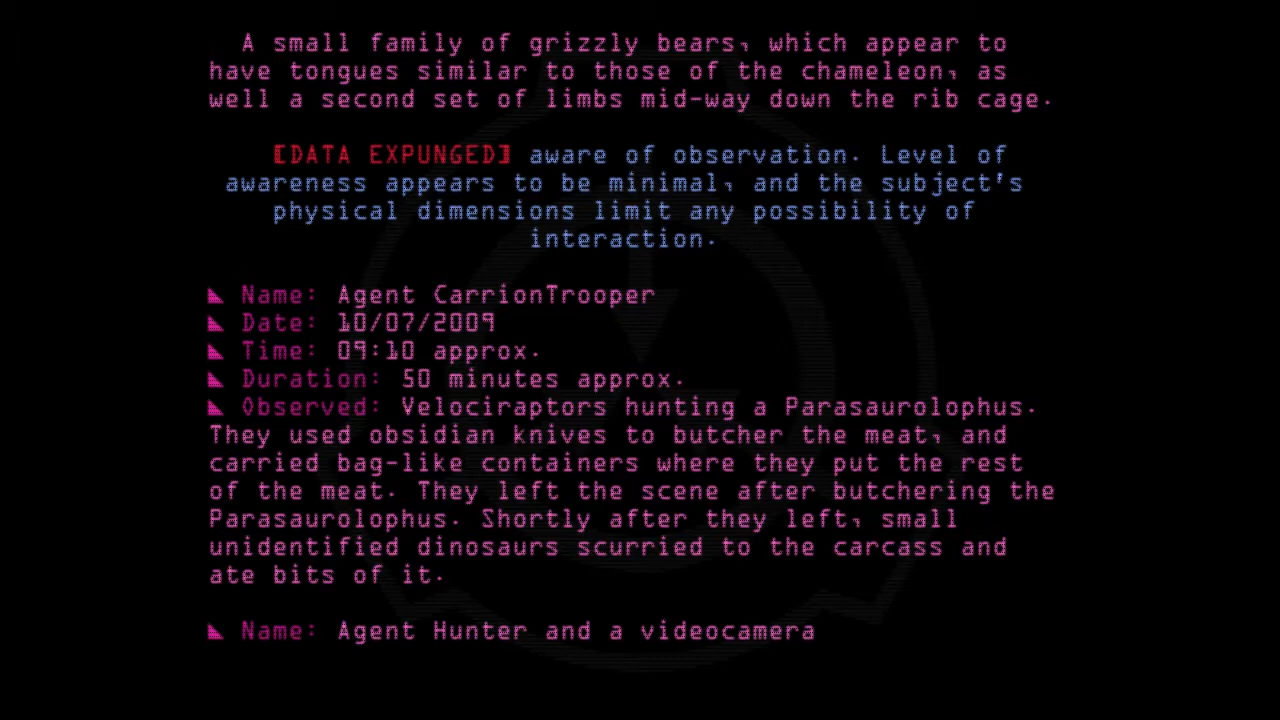 A small family of grizzly bears, which appear to
have tongues similar to those of the chameleon, as
well a second set of limbs mid-way down the rib cage.
[DATA EXPUNGED] aware of observation. Level of
awareness appears to be minimal, and the subject's
physical dimensions limit any possibility of
interaction.
Name: Agent CarrionTrooper
Date: 10/07/2009
Time: 09:10 approx.
Duration: 50 minutes approx.
Observed: Velociraptors hunting a Parasaurolophus.
They used obsidian knives to butcher the meat, and
carried bag-like containers where they put the rest
of the meat. They left the scene after butchering the
Parasaurolophus. Shortly after they left, small
unidentified dinosaurs scurried to the carcass and
ate bits of it.
Name: Agent Hunter and a videocamera